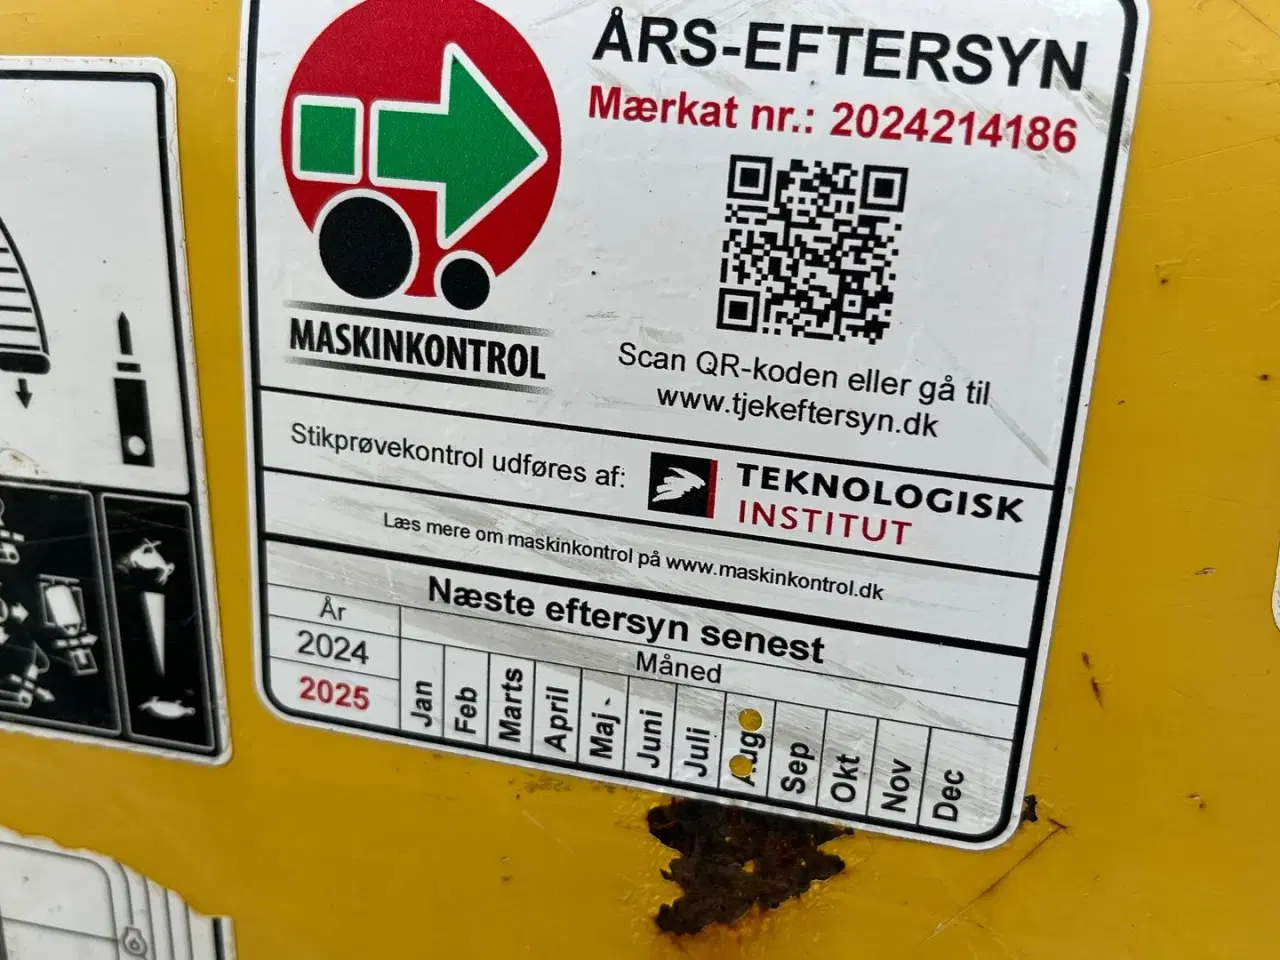 ÅRS-EFTERSYN
Mærkat nr.: 2024214186
MASKINKONTROL
Scan QR-koden eller gå til
www.tjekeftersyn.dk
Stikprøvekontrol udføres af:
TEKNOLOGISK
INSTITUT
Læs mere om maskinkontrol på www.maskinkontrol.dk
Næste eftersyn senest
År
Måned
2024
2025
Jan
Feb
Marts
April
Maj
Juni
Juli
Aug
Sep
Okt
Nov
Dec